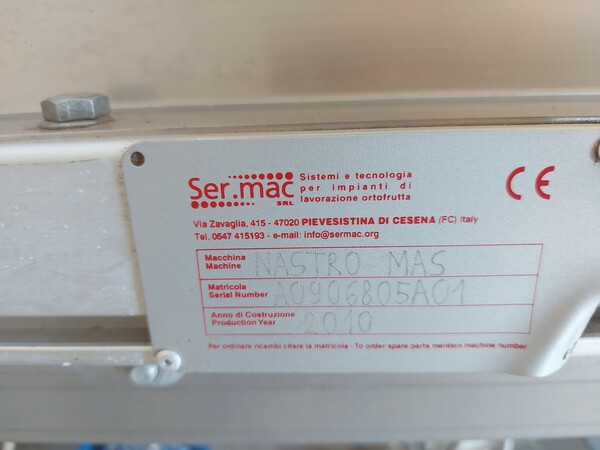 Ser.mac
SRL
Sistemi e tecnologia
per impianti di
lavorazione ortofrutta
CE
Via Zavaglia, 415 - 47020 PIEVESISTINA DI CESENA (FC) Italy
Tel. 0547 415193 - e-mail: info@sermac.org
Macchina
Machine
NASTRO MAS
Matricola
Serial Number
A0906805A01
Anno di Costruzione
Production Year
2010
Per ordinare ricambi citare la matricola - To order spare parts mention machine number